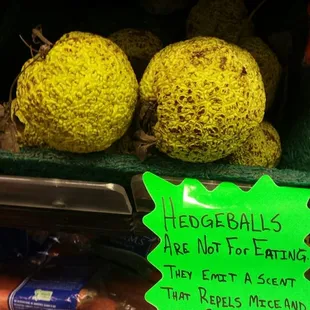 HEDGEBALLS
ARE NOT FOR EATING.
THEY EMIT A SCENT
THAT REPELS MICE AND